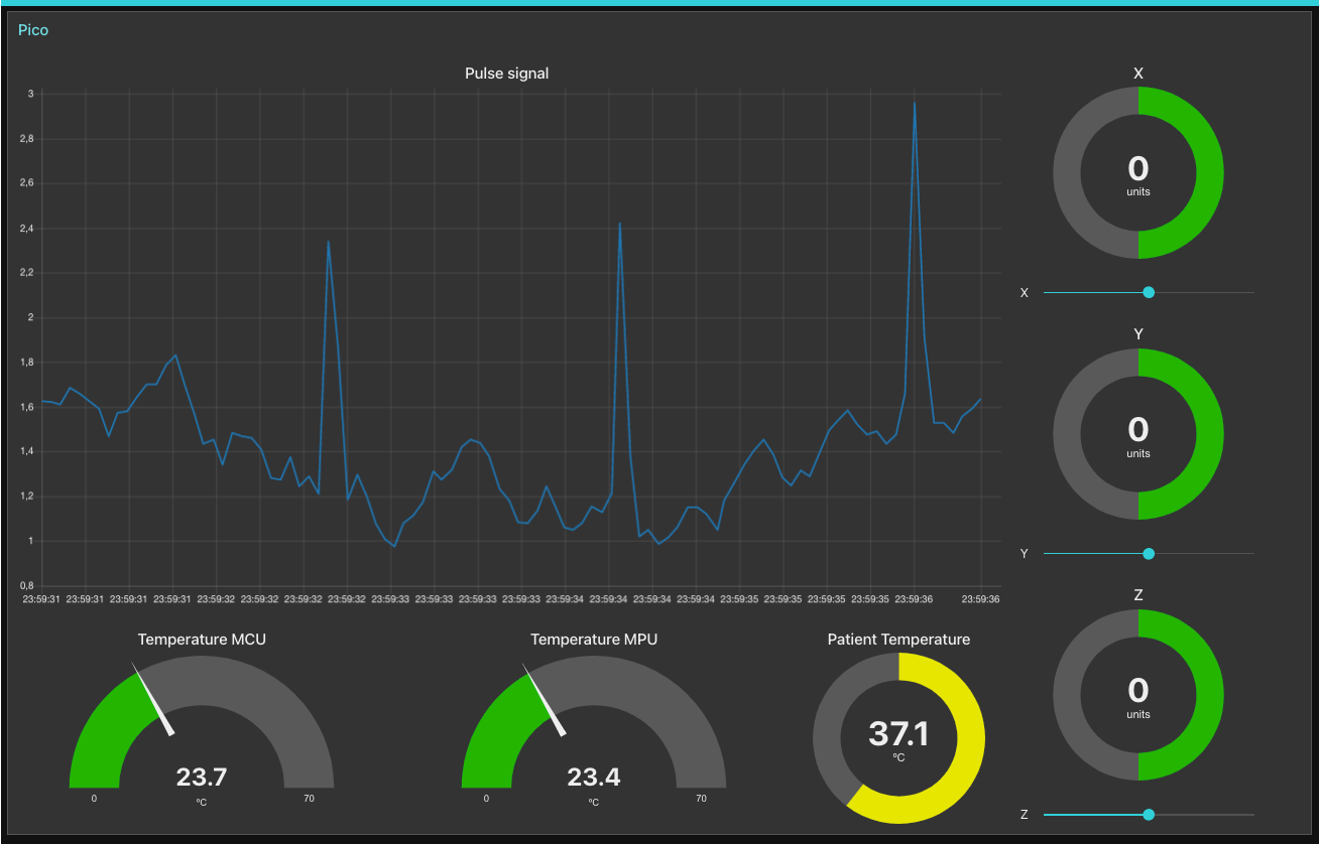 Pico
Pulse signal
3
2,8
2,6
2,4
2,2
2
1,8
1,6
1,4
1,2
1
0,8
23:59:31 23:59:31 23:59:31 23:59:31 23:59:32 23:59:32 23:59:32 23:59:32 23:59:33 23:59:33 23:59:33 23:59:33 23:59:34 23:59:34 23:59:34 23:59:34 23:59:35 23:59:35 23:59:35 23:59:35 23:59:36 23:59:36
X
0
units
X
Y
0
units
Y
Z
0
units
Z
Temperature MCU
23.7
ºC
0 70
Temperature MPU
23.4
ºC
0 70
Patient Temperature
37.1
ºC